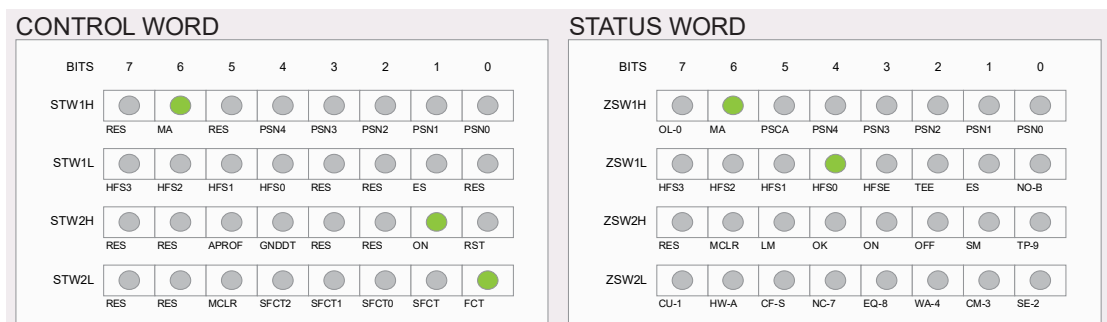 CONTROL WORD
BITS 7 6 5 4 3 2 1 0
STW1H
RES MA RES PSN4 PSN3 PSN2 PSN1 PSN0
STW1L
HFS3 HFS2 HFS1 HFS0 RES RES ES RES
STW2H
RES RES APROF GNDDT RES RES ON RST
STW2L
RES RES MCLR SFCT2 SFCT1 SFCT0 SFCT FCT
STATUS WORD
BITS 7 6 5 4 3 2 1 0
ZSW1H
OL-0 MA PSCA PSN4 PSN3 PSN2 PSN1 PSN0
ZSW1L
HFS3 HFS2 HFS1 HFS0 HFSE TEE ES NO-B
ZSW2H
RES MCLR LM OK ON OFF SM TP-9
ZSW2L
CU-1 HW-A CF-S NC-7 EQ-8 WA-4 CM-3 SE-2